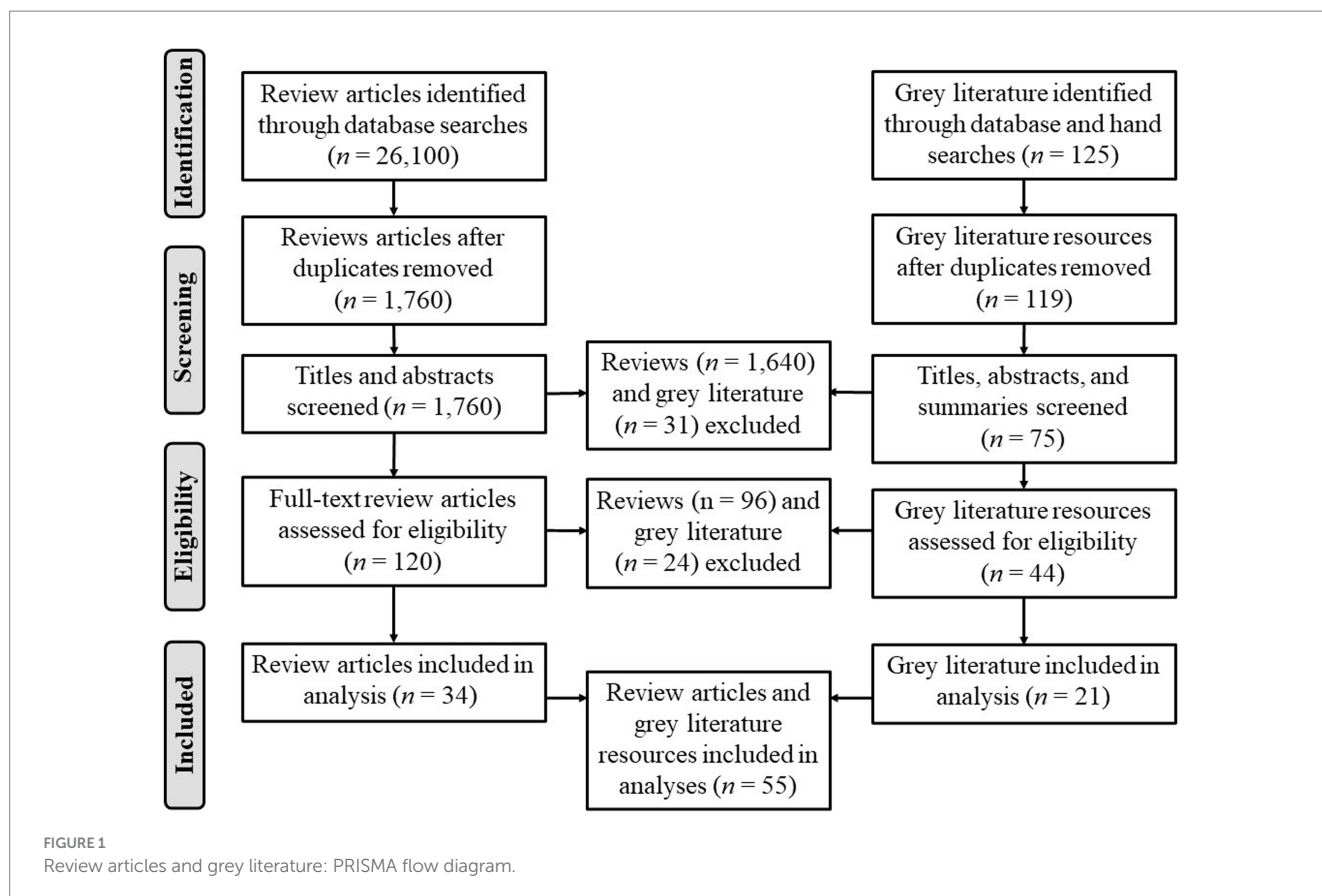 Identification
Review articles identified
through database searches
(n = 26,100)
Grey literature identified
through database and hand
searches (n = 125)
Screening
Reviews articles after
duplicates removed
(n = 1,760)
Grey literature resources
after duplicates removed
(n = 119)
Titles and abstracts
screened (n = 1,760)
Reviews (n = 1,640)
and grey literature
(n = 31) excluded
Titles, abstracts, and
summaries screened
(n = 75)
Eligibility
Full-text review articles
assessed for eligibility
(n = 120)
Reviews (n = 96) and
grey literature
(n = 24) excluded
Grey literature resources
assessed for eligibility
(n = 44)
Included
Review articles included in
analysis (n = 34)
Review articles and
grey literature
resources included in
analyses (n = 55)
Grey literature included in
analysis (n = 21)
FIGURE 1
Review articles and grey literature: PRISMA flow diagram.